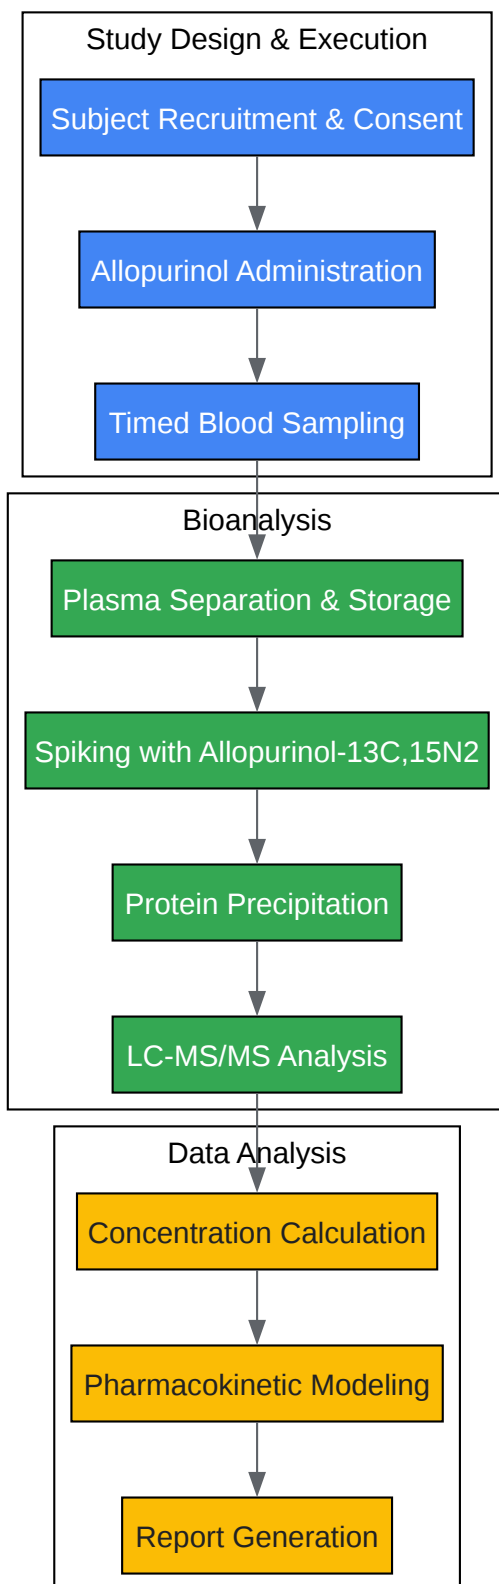 Study Design & Execution
Subject Recruitment & Consent
Allopurinol Administration
Timed Blood Sampling
Bioanalysis
Plasma Separation & Storage
Spiking with Allopurinol-13C,15N2
Protein Precipitation
LC-MS/MS Analysis
Data Analysis
Concentration Calculation
Pharmacokinetic Modeling
Report Generation